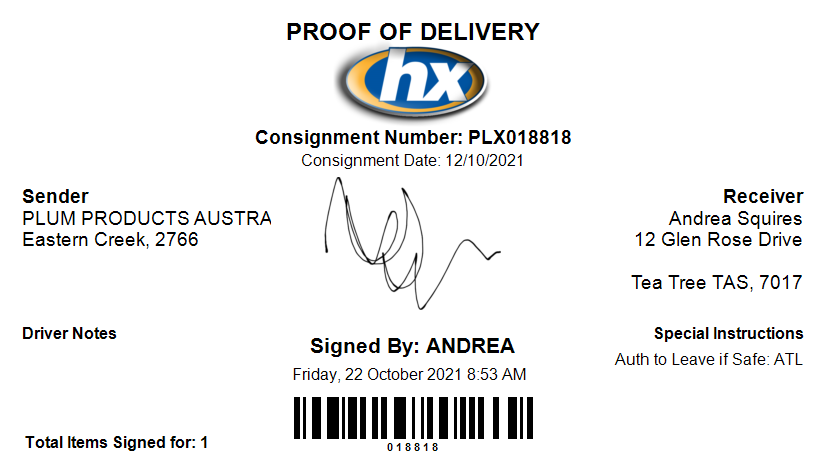 PROOF OF DELIVERY
hx
Consignment Number: PLX018818
Consignment Date: 12/10/2021
Sender
PLUM PRODUCTS AUSTRA
Eastern Creek, 2766
Receiver
Andrea Squires
12 Glen Rose Drive
Tea Tree TAS, 7017
Driver Notes
Signed By: ANDREA
Friday, 22 October 2021 8:53 AM
Special Instructions
Auth to Leave if Safe: ATL
Total Items Signed for: 1
018818